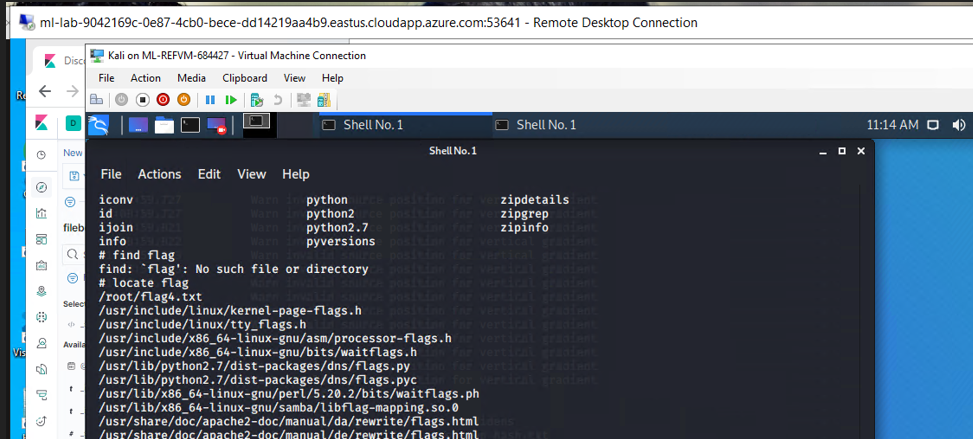 ml-lab-9042169c-0e87-4cb0-bece-dd14219aa4b9.eastus.cloudapp.azure.com:53641 - Remote Desktop Connection
Kali on ML-REFVM-684427 - Virtual Machine Connection
Disc
File Action Media Clipboard View Help
D
Shell No. 1 Shell No. 1 11:14 AM
New
Shell No. 1
File Actions Edit View Help
iconv python zipdetails
id python2 zipgrep
ijoin python2.7 zipinfo
info pyversions
# find flag
find: `flag': No such file or directory
# locate flag
/root/flag4.txt
/usr/include/linux/kernel-page-flags.h
/usr/include/linux/tty_flags.h
/usr/include/x86_64-linux-gnu/asm/processor-flags.h
/usr/include/x86_64-linux-gnu/bits/waitflags.h
/usr/lib/python2.7/dist-packages/dns/flags.py
/usr/lib/python2.7/dist-packages/dns/flags.pyc
/usr/lib/x86_64-linux-gnu/perl/5.20.2/bits/waitflags.ph
/usr/lib/x86_64-linux-gnu/samba/libflag-mapping.so.0
/usr/share/doc/apache2-doc/manual/da/rewrite/flags.html
/usr/share/doc/apache2-doc/manual/de/rewrite/flags.html
fileb
Selec
Availa
Re
Vis
t
t
#